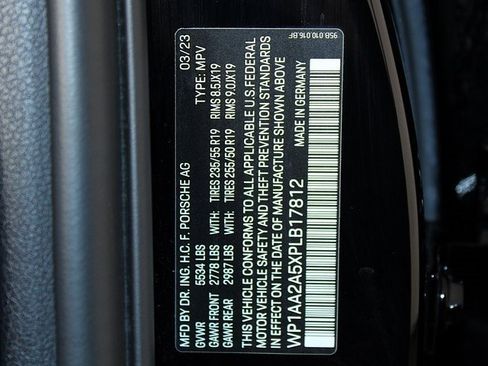 MFD BY DR. ING. H.C. F. PORSCHE AG 03/23
GVWR 5534 LBS TYPE: MPV
GAWR FRONT 2778 LBS WITH: TIRES 235/55 R19 RIMS 8.5JX19
GAWR REAR 2987 LBS WITH: TIRES 255/50 R19 RIMS 9.0JX19
THIS VEHICLE CONFORMS TO ALL APPLICABLE U.S. FEDERAL
MOTOR VEHICLE SAFETY AND THEFT PREVENTION STANDARDS
IN EFFECT ON THE DATE OF MANUFACTURE SHOWN ABOVE
WP1AA2A5XPLB17812
95B.010.016.BF